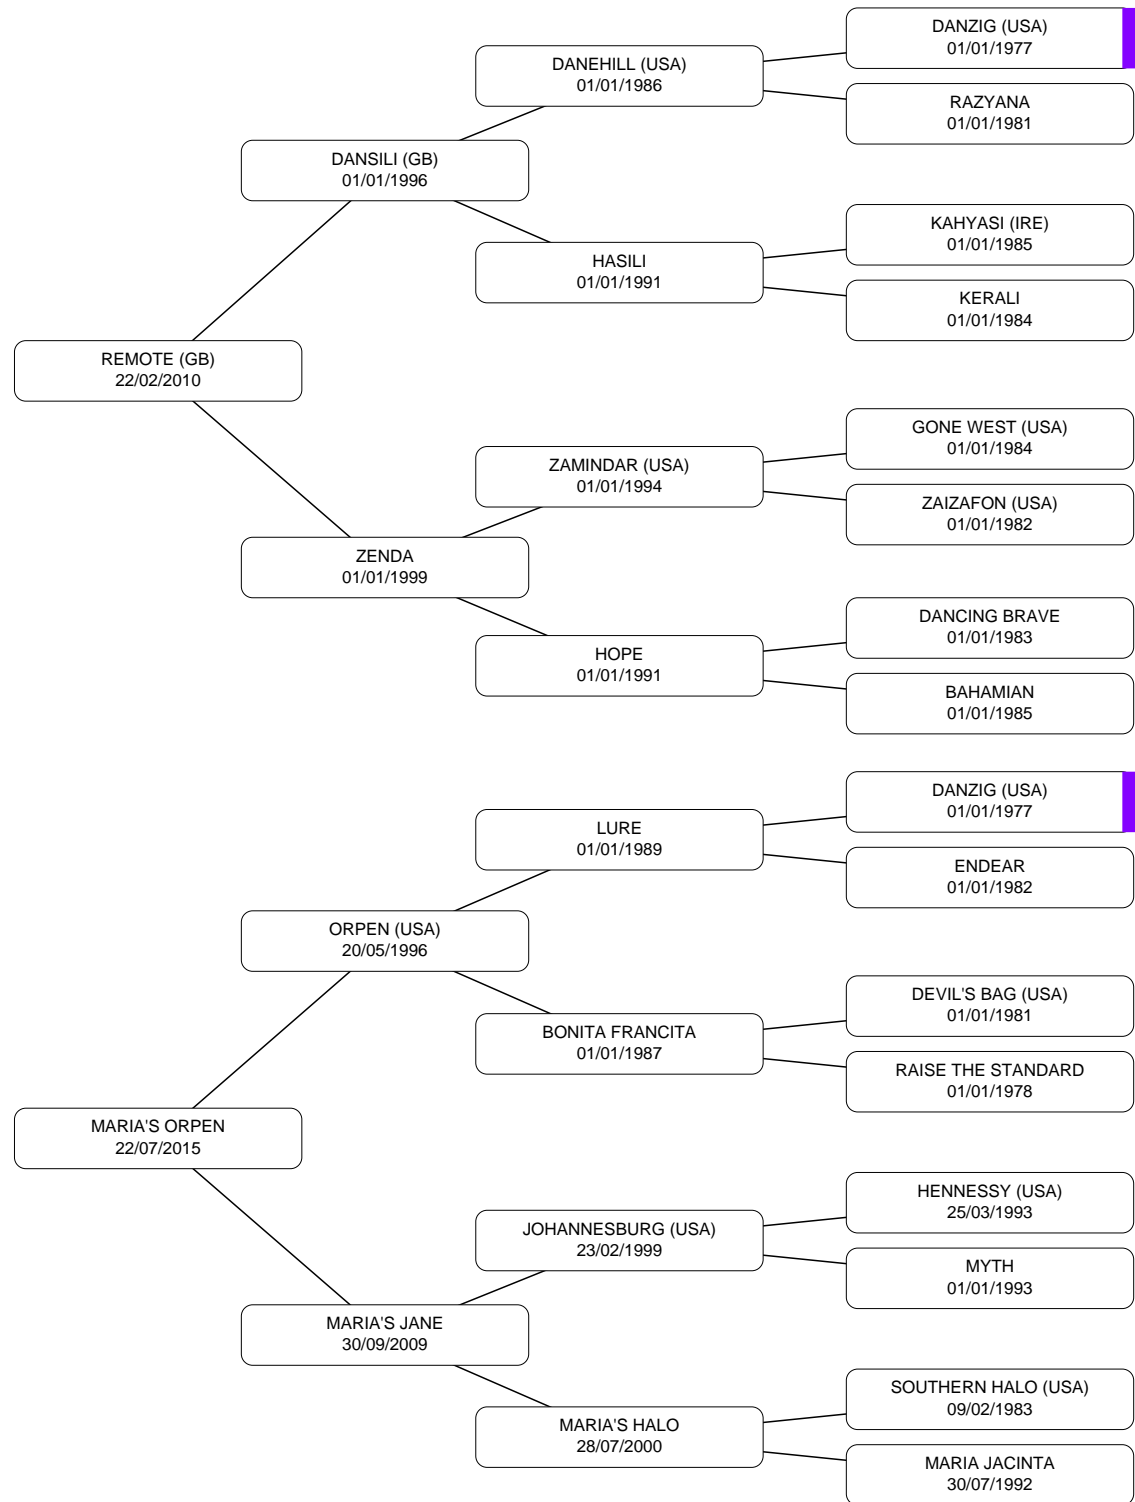 DANZIG (USA)
01/01/1977
DANEHILL (USA)
01/01/1986
RAZYANA
01/01/1981
DANSILI (GB)
01/01/1996
KAHYASI (IRE)
01/01/1985
HASILI
01/01/1991
KERALI
01/01/1984
REMOTE (GB)
22/02/2010
GONE WEST (USA)
01/01/1984
ZAMINDAR (USA)
01/01/1994
ZAIZAFON (USA)
01/01/1982
ZENDA
01/01/1999
DANCING BRAVE
01/01/1983
HOPE
01/01/1991
BAHAMIAN
01/01/1985
DANZIG (USA)
01/01/1977
LURE
01/01/1989
ENDEAR
01/01/1982
ORPEN (USA)
20/05/1996
DEVIL'S BAG (USA)
01/01/1981
BONITA FRANCITA
01/01/1987
RAISE THE STANDARD
01/01/1978
MARIA'S ORPEN
22/07/2015
HENNESSY (USA)
25/03/1993
JOHANNESBURG (USA)
23/02/1999
MYTH
01/01/1993
MARIA'S JANE
30/09/2009
SOUTHERN HALO (USA)
09/02/1983
MARIA'S HALO
28/07/2000
MARIA JACINTA
30/07/1992